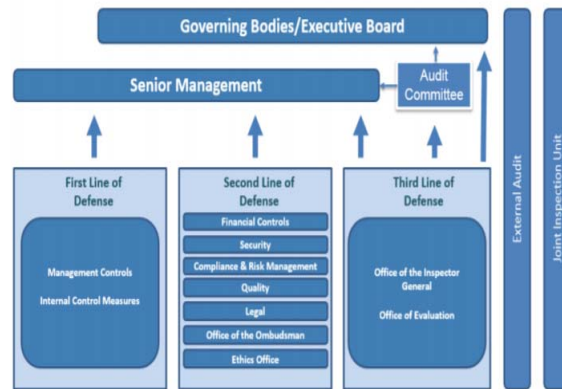 Governing Bodies/Executive Board
Senior Management
Audit
Committee
First Line of
Defense
Management Controls
Internal Control Measures
Second Line of
Defense
Financial Controls
Security
Compliance & Risk Management
Quality
Legal
Office of the Ombudsman
Ethics Office
Third Line of
Defense
Office of the Inspector
General
Office of Evaluation
External Audit
Joint Inspection Unit